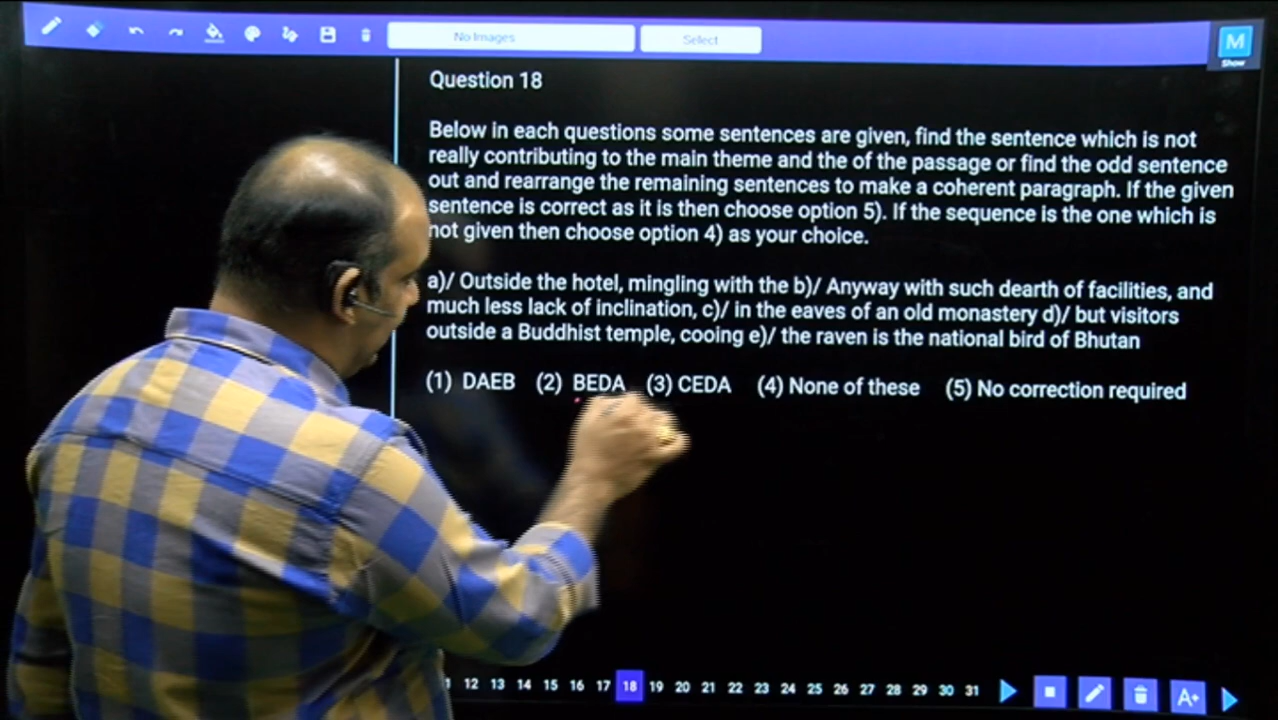 No Images
Select
M
Show
Question 18
Below in each questions some sentences are given, find the sentence which is not
really contributing to the main theme and the of the passage or find the odd sentence
out and rearrange the remaining sentences to make a coherent paragraph. If the given
sentence is correct as it is then choose option 5). If the sequence is the one which is
not given then choose option 4) as your choice.
a)/ Outside the hotel, mingling with the b)/ Anyway with such dearth of facilities, and
much less lack of inclination, c)/ in the eaves of an old monastery d)/ but visitors
outside a Buddhist temple, cooing e)/ the raven is the national bird of Bhutan
(1) DAEB (2) BEDA (3) CEDA (4) None of these (5) No correction required
12 13 14 15 16 17 18 19 20 21 22 23 24 25 26 27 28 29 30 31
A+